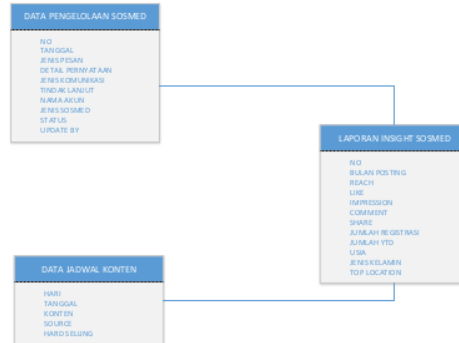 DATA PENGELOLAAN SOSMED
NO
TANGGAL
JENIS PESAN
DETAIL PERNYATAAN
JENIS KOMUNIKASI
TINDAK LANJUT
NAMA AKUN
JENIS SOSMED
STATUS
UPDATE BY
LAPORAN INSIGHT SOSMED
NO
BULAN POSTING
REACH
LIKE
IMPRESSION
COMMENT
SHARE
JUMLAH REGISTRASI
JUMLAH YTD
USIA
JENIS KELAMIN
TOP LOCATION
DATA JADWAL KONTEN
HARI
TANGGAL
KONTEN
SOURCE
HARDSELLING